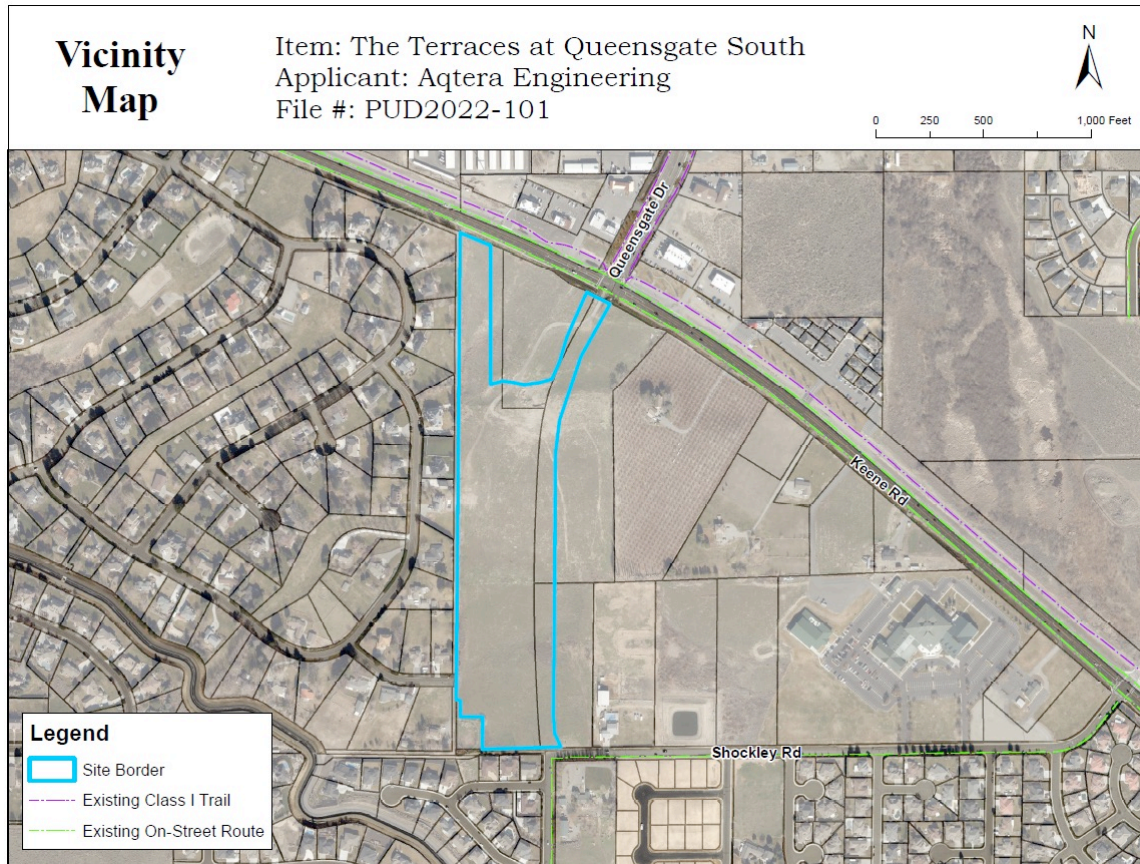 Vicinity
Map
Item: The Terraces at Queensgate South
Applicant: Aqtera Engineering
File #: PUD2022-101
N
0 250 500 1,000 Feet
Queensgate Dr
Keene Rd
Shockley Rd
Legend
Site Border
Existing Class I Trail
Existing On-Street Route